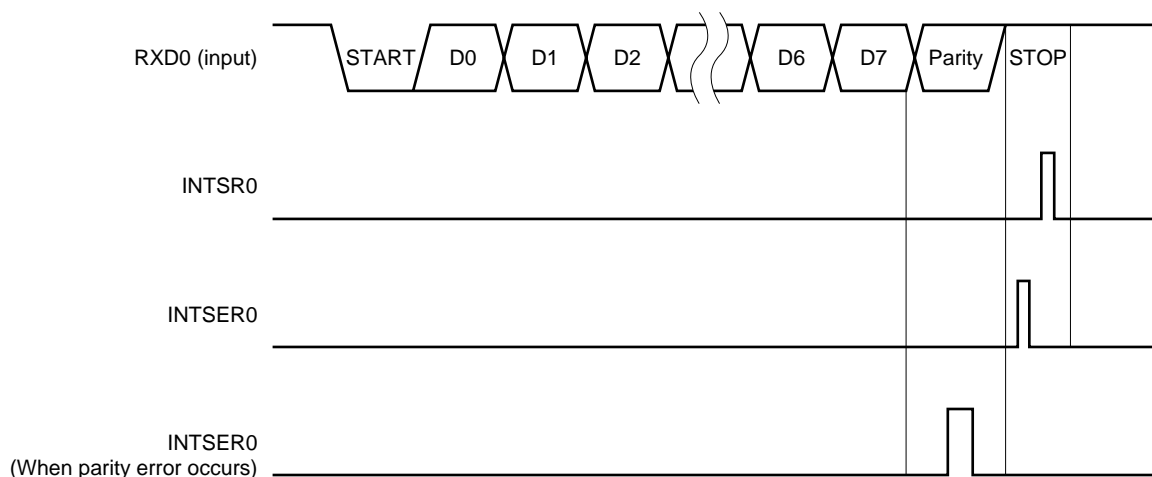 RXD0 (input) START D0 D1 D2 D6 D7 Parity STOP
INTSR0
INTSER0
INTSER0
(When parity error occurs)